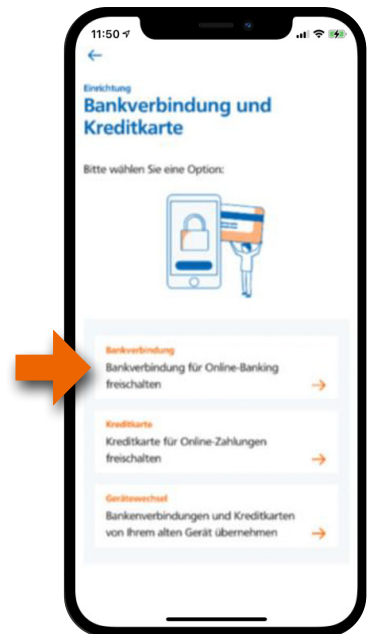 11:50
Einrichtung
Bankverbindung und
Kreditkarte
Bitte wählen Sie eine Option:
Bankverbindung
Bankverbindung für Online-Banking
freischalten
Kreditkarte
Kreditkarte für Online-Zahlungen
freischalten
Gerätewechsel
Bankenverbindungen und Kreditkarten
von Ihrem alten Gerät übernehmen